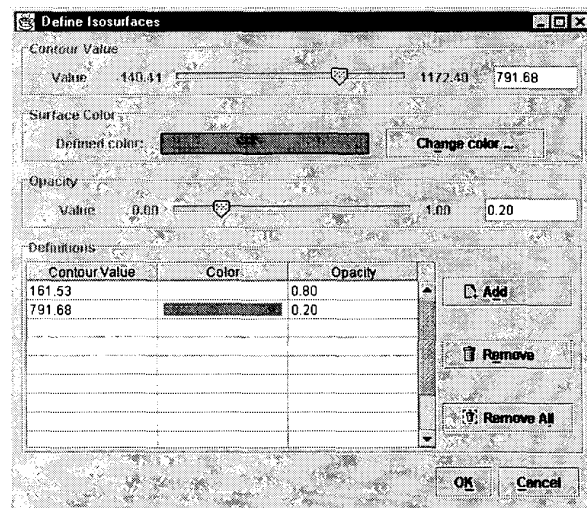 Define Isosurfaces
Contour Value
Value -140.41 1172.40 791.68
Surface Color
Defined color: Change color ...
Opacity
Value 0.00 1.00 0.20
Definitions
Contour Value Color Opacity
161.53 0.80
791.68 0.20
Add
Remove
Remove All
OK Cancel